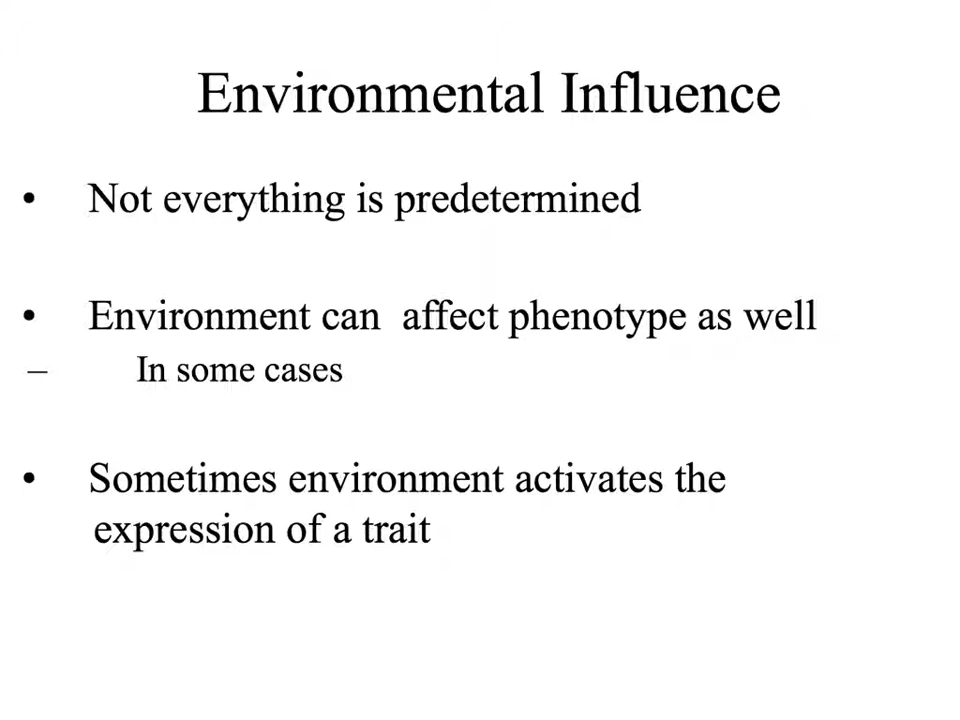 Environmental Influence
• Not everything is predetermined
• Environment can affect phenotype as well
– In some cases
• Sometimes environment activates the
expression of a trait